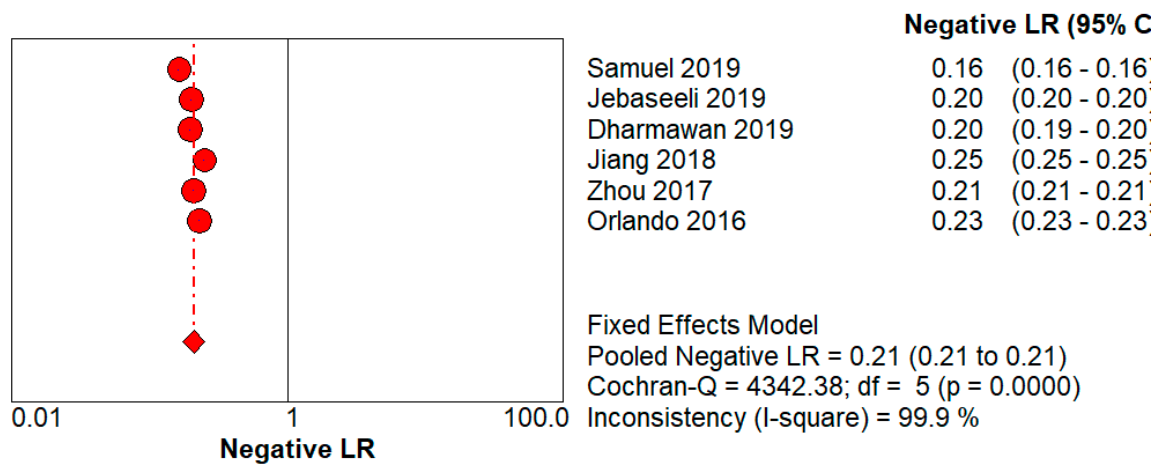 Negative LR (95% C
Samuel 2019 0.16 (0.16 - 0.16)
Jebaseeli 2019 0.20 (0.20 - 0.20)
Dharmawan 2019 0.20 (0.19 - 0.20)
Jiang 2018 0.25 (0.25 - 0.25)
Zhou 2017 0.21 (0.21 - 0.21)
Orlando 2016 0.23 (0.23 - 0.23)
Fixed Effects Model
Pooled Negative LR = 0.21 (0.21 to 0.21)
Cochran-Q = 4342.38; df = 5 (p = 0.0000)
Inconsistency (I-square) = 99.9 %
0.01 1 100.0
Negative LR